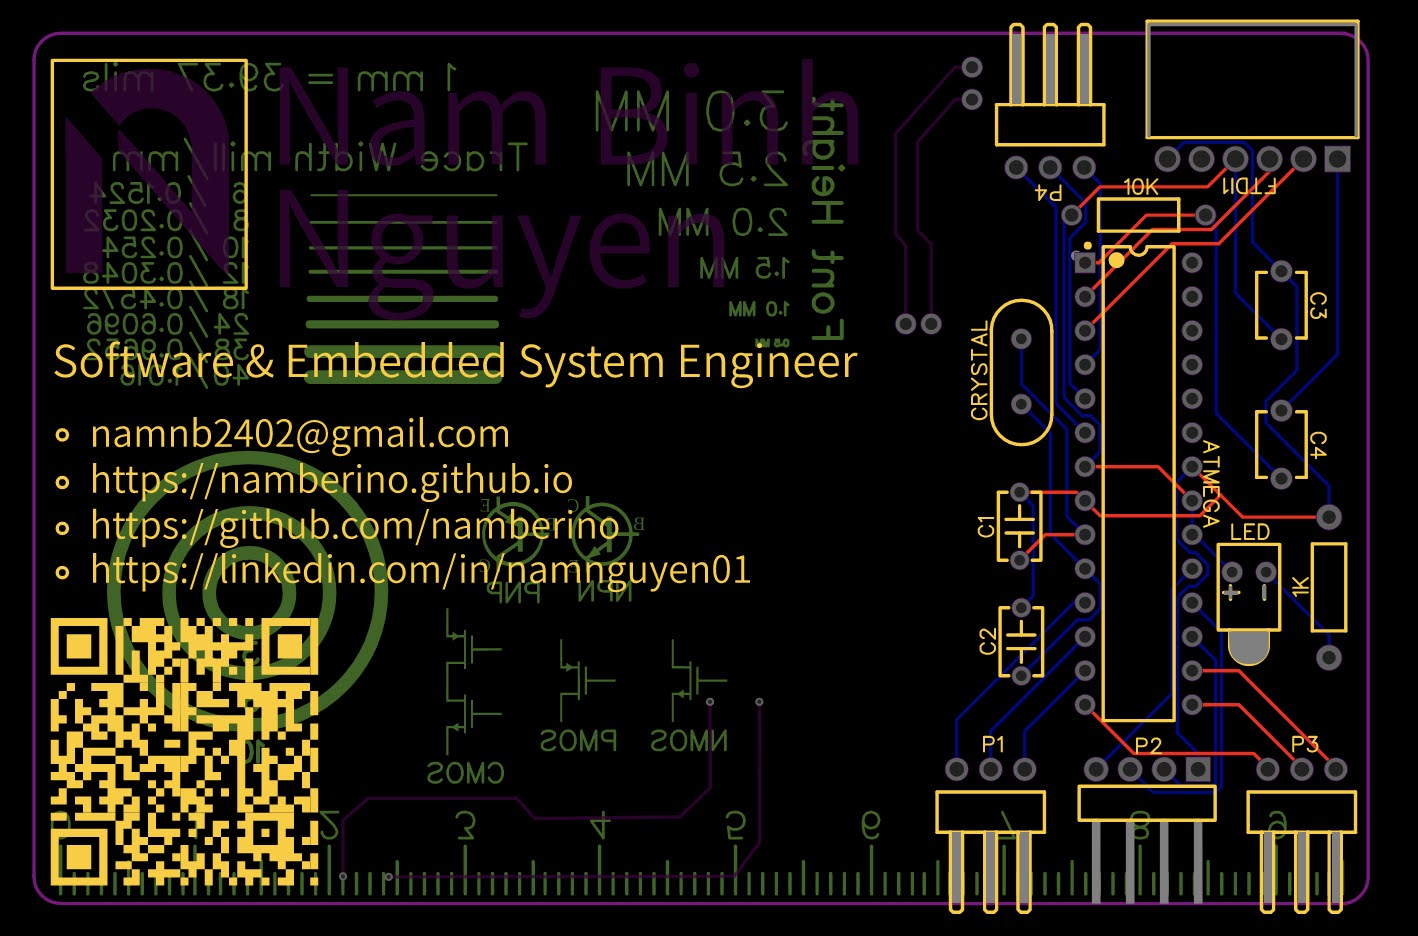 1 mm = 39.37 mils
Trace Width mill / mm
6 / 0.1524
8 / 0.2032
10 / 0.254
12 / 0.3048
18 / 0.4572
24 / 0.6096
38 / 0.9652
40 / 1.016
Nam Binh
Nguyen
3.0 MM
2.5 MM
2.0 MM
1.5 MM
1.0 MM
Font Height
Software & Embedded System Engineer
namnb2402@gmail.com
https://namberino.github.io
https://github.com/namberino
https://linkedin.com/in/namnguyen01
E
C
B
PNP
NPN
CMOS
PMOS
NMOS
10
2
3
4
5
6
7
8
9
P4
10K
FTDI1
CRYSTAL
C3
C4
ATMEGA
C1
C2
LED
+
-
1K
P1
P2
P3